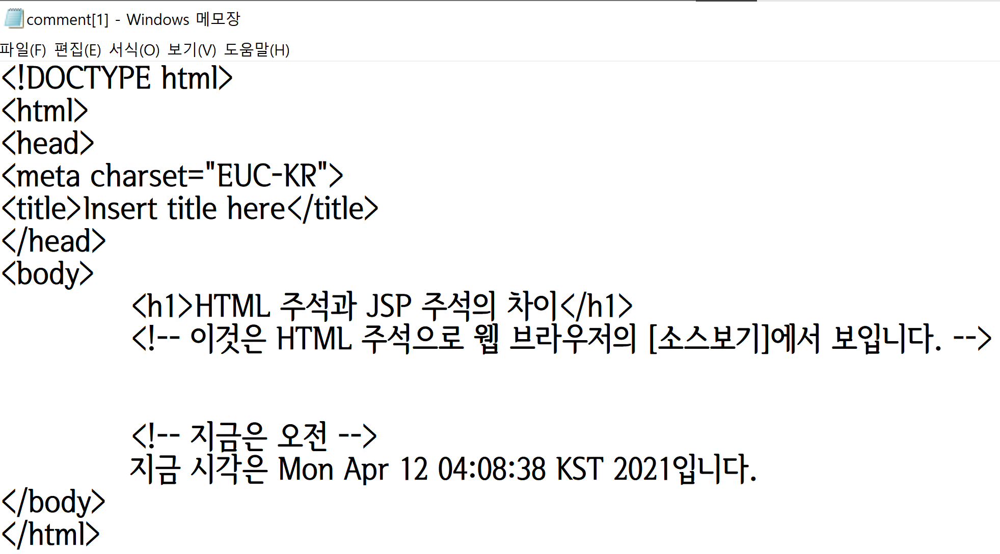 comment[1] - Windows 메모장
파일(F) 편집(E) 서식(O) 보기(V) 도움말(H)
<!DOCTYPE html>
<html>
<head>
<meta charset="EUC-KR">
<title>Insert title here</title>
</head>
<body>
<h1>HTML 주석과 JSP 주석의 차이</h1>
<!-- 이것은 HTML 주석으로 웹 브라우저의 [소스보기]에서 보입니다. -->
<!-- 지금은 오전 -->
지금 시각은 Mon Apr 12 04:08:38 KST 2021입니다.
</body>
</html>